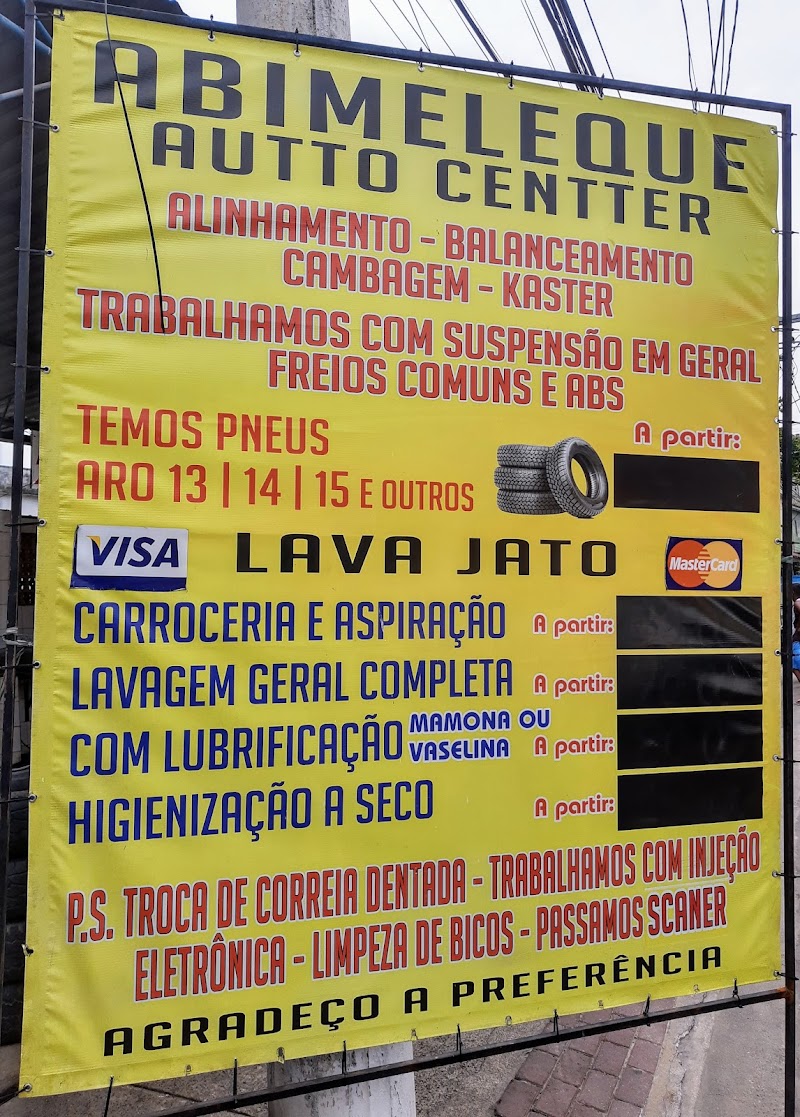 ABIMELEQUE
AUTTO CENTTER
ALINHAMENTO - BALANCEAMENTO
CAMBAGEM - KASTER
TRABALHAMOS COM SUSPENSÃO EM GERAL
FREIOS COMUNS E ABS
TEMOS PNEUS
ARO 13 | 14 | 15 E OUTROS
A partir:
VISA
LAVA JATO
MasterCard
CARROCERIA E ASPIRAÇÃO A partir:
LAVAGEM GERAL COMPLETA A partir:
COM LUBRIFICAÇÃO MAMONA OU
VASELINA A partir:
HIGIENIZAÇÃO A SECO A partir:
P.S. TROCA DE CORREIA DENTADA - TRABALHAMOS COM INJEÇÃO
ELETRÔNICA - LIMPEZA DE BICOS - PASSAMOS SCANER
AGRADEÇO A PREFERÊNCIA